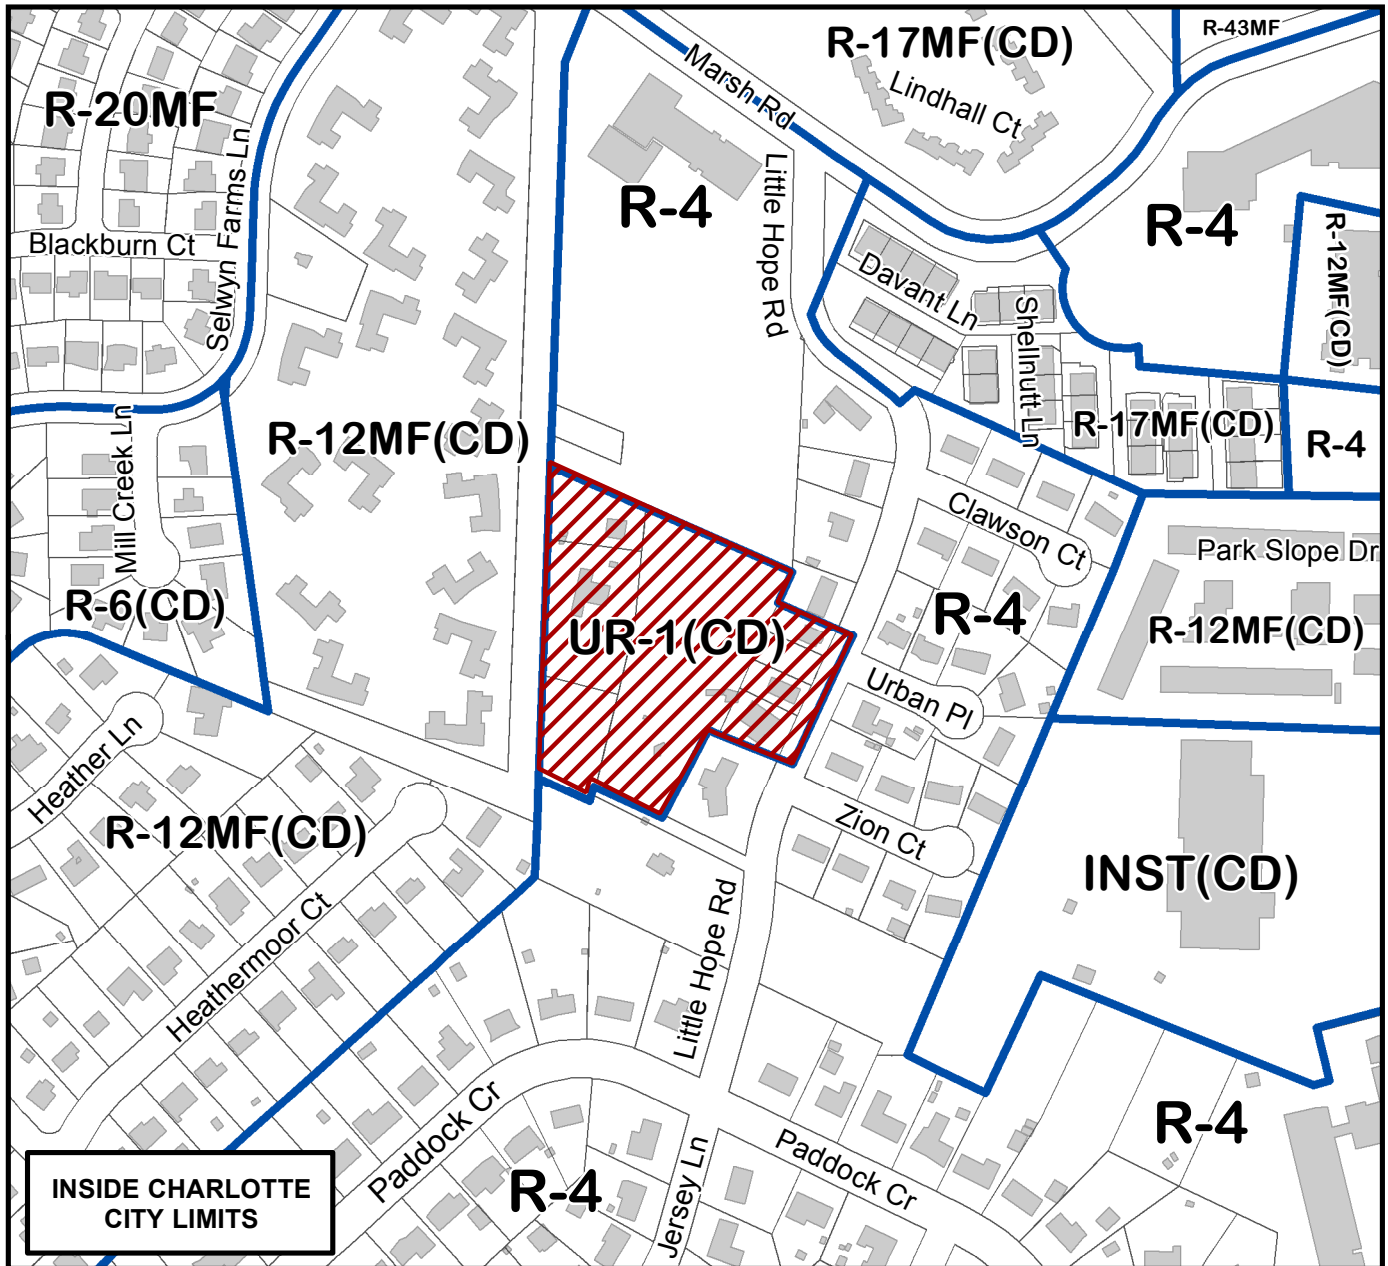 R-17MF(CD)
R-43MF
Marsh Rd
Lindhall Ct
R-20MF
Selwyn Farms Ln
Little Hope Rd
R-4
R-4
R-12MF(CD)
Blackburn Ct
Davant Ln
Shellnutt Ln
Mill Creek Ln
R-12MF(CD)
R-17MF(CD)
R-4
Clawson Ct
Park Slope Dr
R-6(CD)
UR-1(CD)
R-4
R-12MF(CD)
Urban Pl
Heather Ln
R-12MF(CD)
Zion Ct
INST(CD)
Heathermoor Ct
Little Hope Rd
Paddock Cr
Paddock Cr
R-4
Jersey Ln
R-4
INSIDE CHARLOTTE
CITY LIMITS